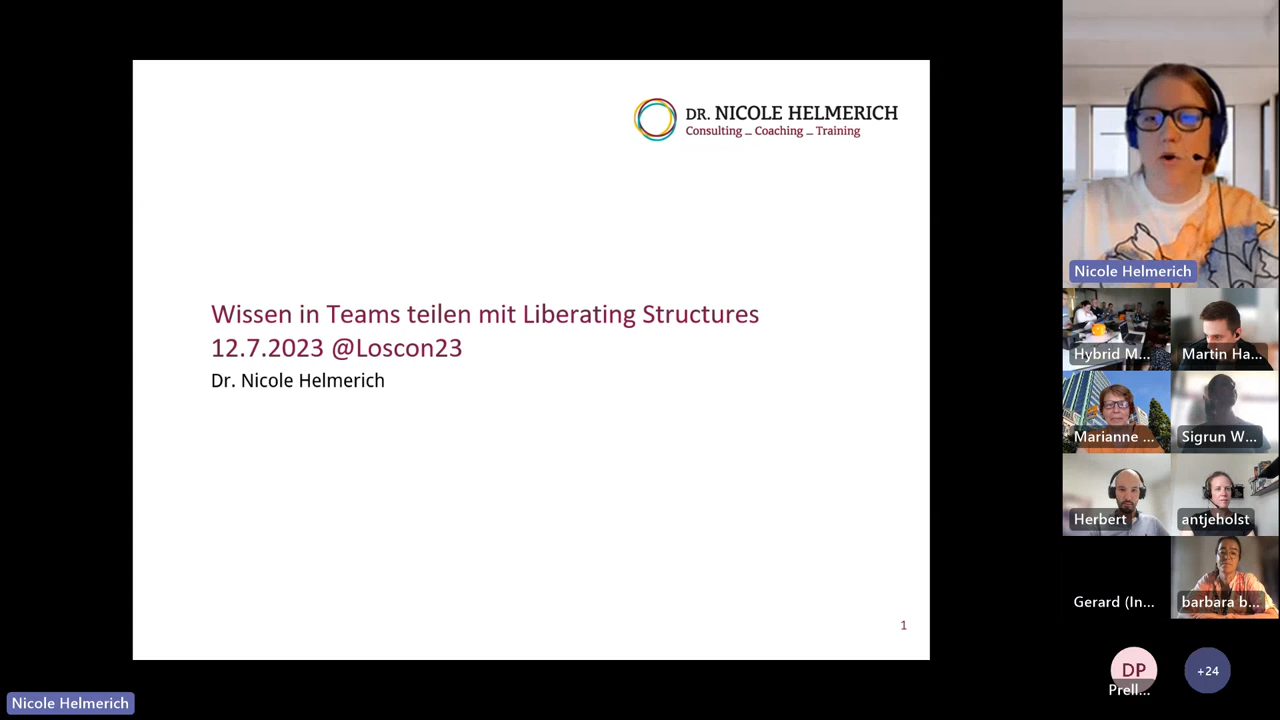 DR. NICOLE HELMERICH
Consulting _ Coaching _ Training
Wissen in Teams teilen mit Liberating Structures
12.7.2023 @Loscon23
Dr. Nicole Helmerich
1
Nicole Helmerich
Hybrid M...
Martin Ha...
Marianne ...
Sigrun W...
Herbert
antjeholst
Gerard (In...
barbara b...
DP
Prell...
+24
Nicole Helmerich